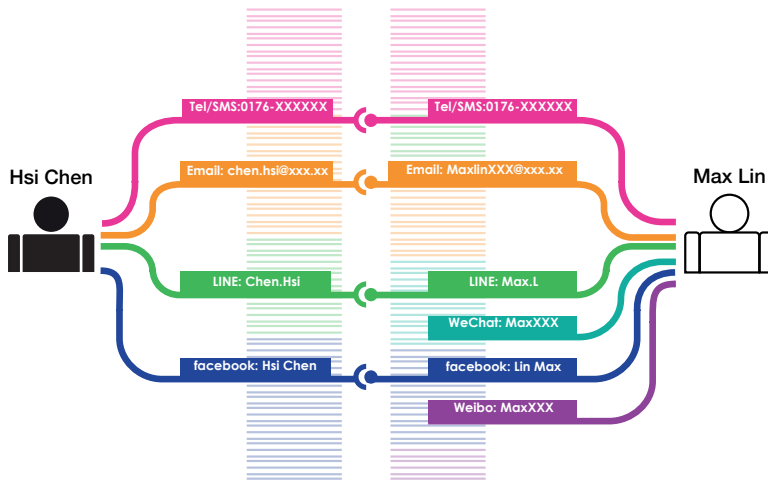 Tel/SMS:0176-XXXXXX
Tel/SMS:0176-XXXXXX
Hsi Chen
Email: chen.hsi@xxx.xx
Email: MaxlinXXX@xxx.xx
Max Lin
LINE: Chen.Hsi
LINE: Max.L
WeChat: MaxXXX
facebook: Hsi Chen
facebook: Lin Max
Weibo: MaxXXX